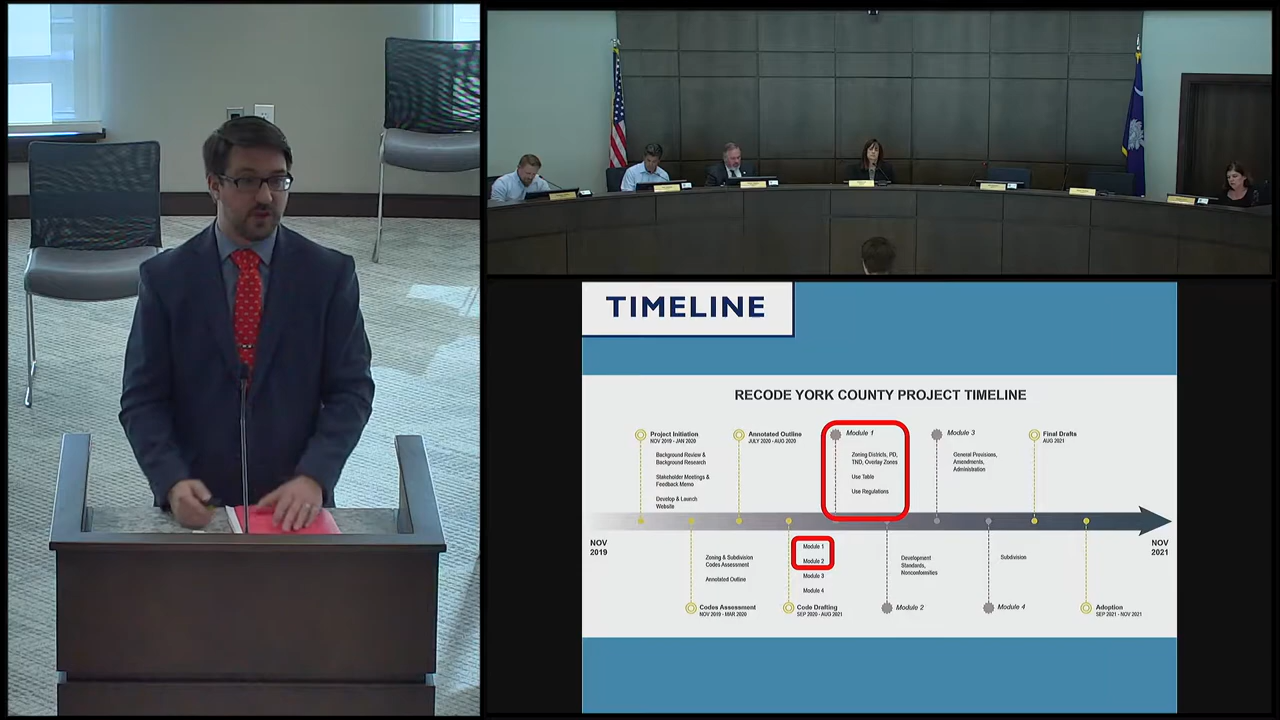 TIMELINE
RECODE YORK COUNTY PROJECT TIMELINE
Project Initiation
NOV 2019 - JAN 2020
Background Review &
Background Research
Stakeholder Meetings &
Feedback Memo
Develop & Launch
Website
Annotated Outline
JULY 2020 - AUG 2020
Module 1
Zoning Districts, PD,
TND, Overlay Zones
Use Table
Use Regulations
Module 3
General Provisions,
Amendments,
Administration
Final Drafts
AUG 2021
NOV
2019
NOV
2021
Zoning & Subdivision
Codes Assessment
Annotated Outline
Codes Assessment
NOV 2019 - MAR 2020
Module 1
Module 2
Module 3
Module 4
Code Drafting
SEP 2020 - AUG 2021
Development
Standards,
Nonconformities
Module 2
Subdivision
Module 4
Adoption
SEP 2021 - NOV 2021